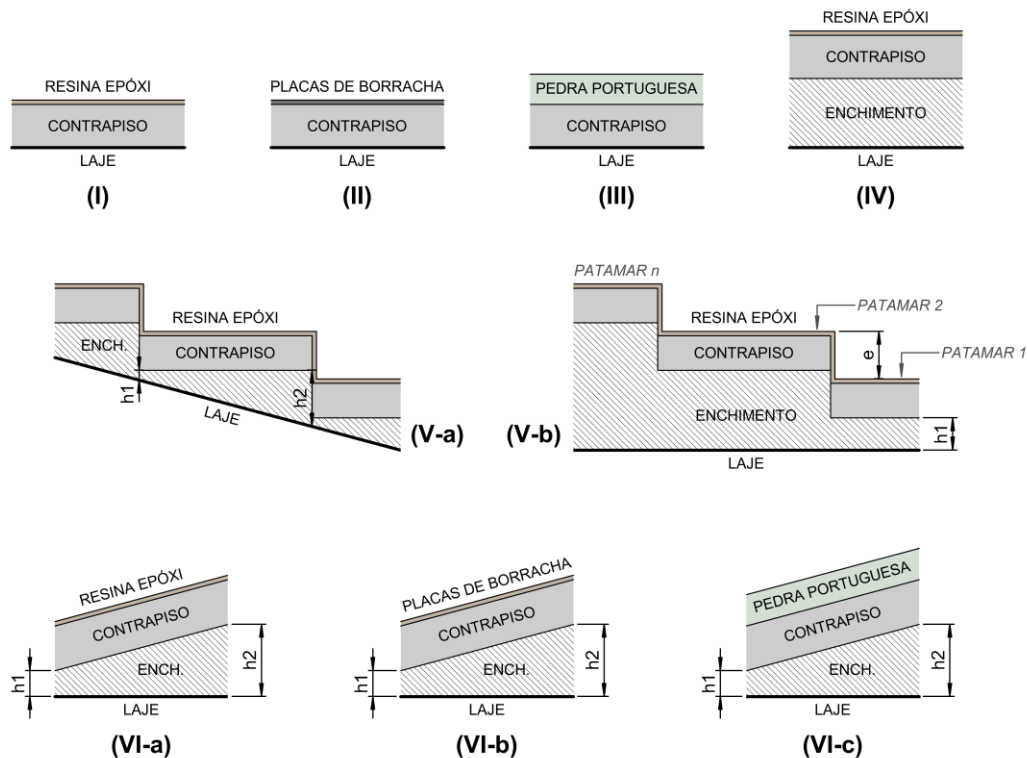 RESINA EPÓXI
CONTRAPISO
LAJE
(I)
PLACAS DE BORRACHA
CONTRAPISO
LAJE
(II)
PEDRA PORTUGUESA
CONTRAPISO
LAJE
(III)
RESINA EPÓXI
CONTRAPISO
ENCHIMENTO
LAJE
(IV)
RESINA EPÓXI
ENCH.
CONTRAPISO
h1
h2
LAJE
(V-a)
PATAMAR n
RESINA EPÓXI
PATAMAR 2
CONTRAPISO
e
PATAMAR 1
ENCHIMENTO
h1
LAJE
(V-b)
RESINA EPÓXI
CONTRAPISO
ENCH.
h1
h2
LAJE
(VI-a)
PLACAS DE BORRACHA
CONTRAPISO
ENCH.
h1
h2
LAJE
(VI-b)
PEDRA PORTUGUESA
CONTRAPISO
ENCH.
h1
h2
LAJE
(VI-c)